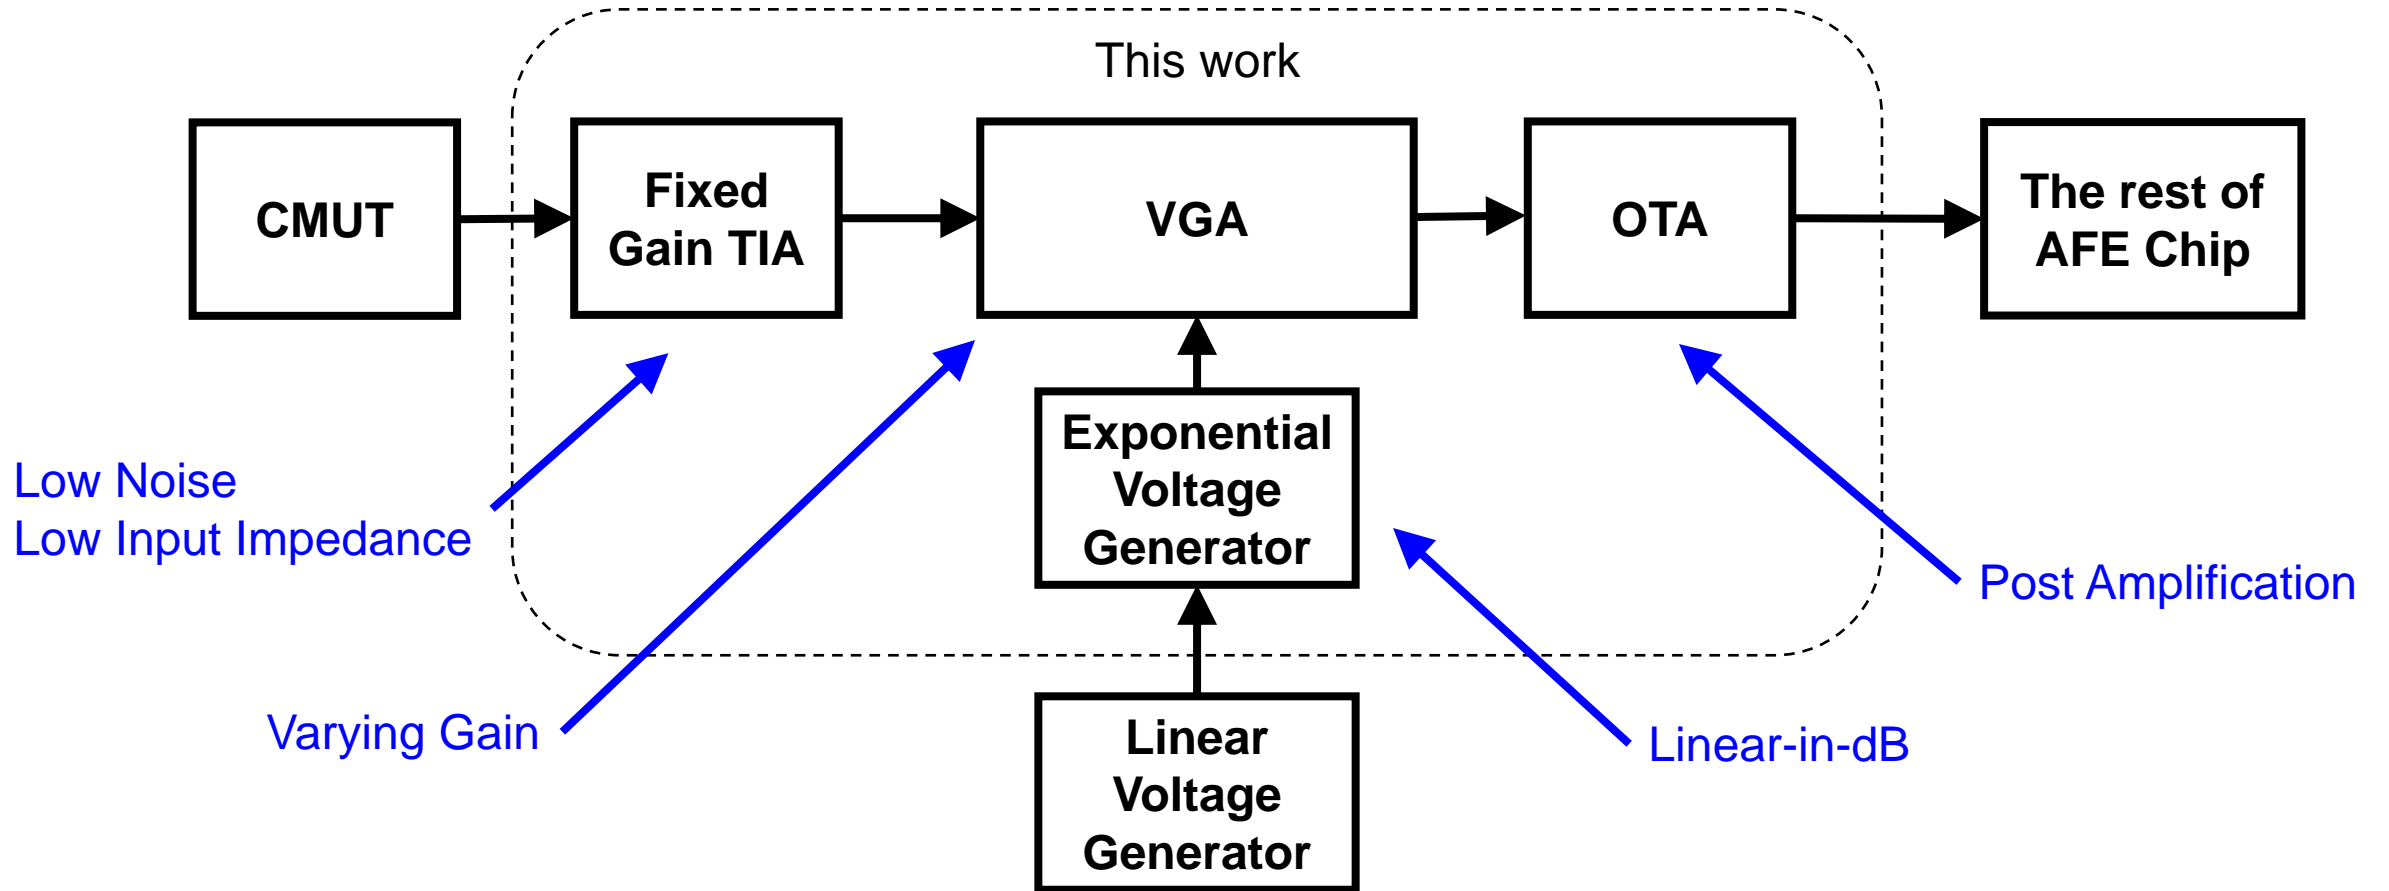 This work
CMUT
Fixed
Gain TIA
VGA
OTA
The rest of
AFE Chip
Exponential
Voltage
Generator
Low Noise
Low Input Impedance
Post Amplification
Varying Gain
Linear
Voltage
Generator
Linear-in-dB